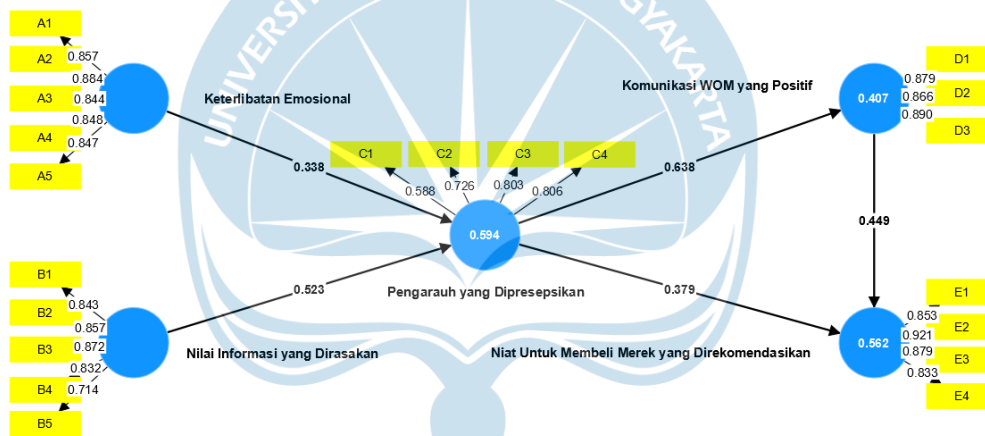 A1
A2
A3
A4
A5
0.857
0.884
0.844
0.848
0.847
Keterlibatan Emosional
0.338
C1
C2
C3
C4
0.588
0.726
0.803
0.806
0.594
Pengarauh yang Dipresepsikan
Komunikasi WOM yang Positif
0.638
0.407
0.879
0.866
0.890
D1
D2
D3
0.449
B1
B2
B3
B4
B5
0.843
0.857
0.872
0.832
0.714
Nilai Informasi yang Dirasakan
0.523
0.379
Niat Untuk Membeli Merek yang Direkomendasikan
0.562
0.853
0.921
0.879
0.833
E1
E2
E3
E4